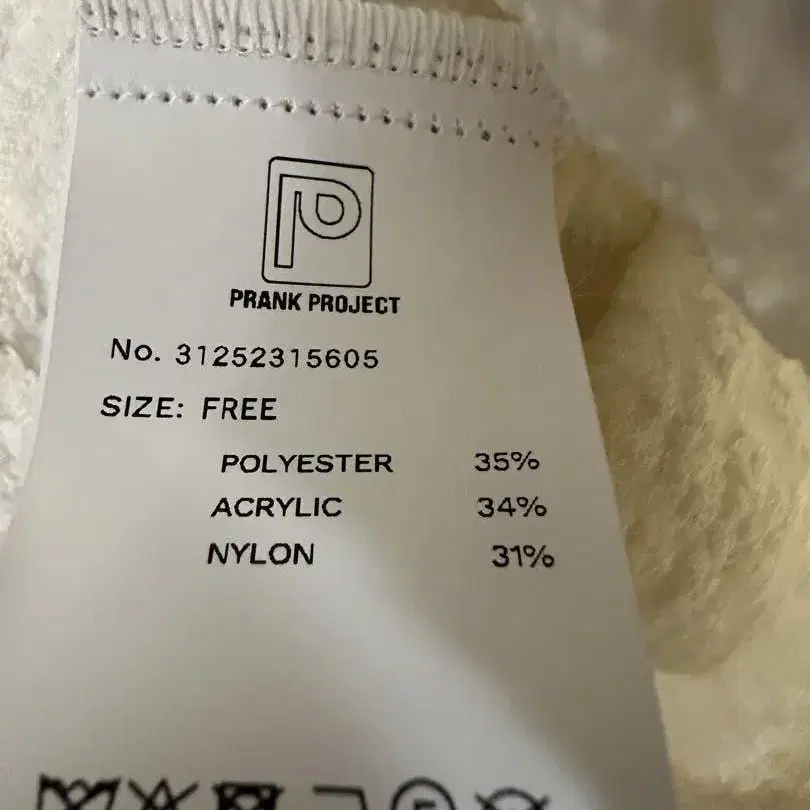 P
PRANK PROJECT
No. 31252315605
SIZE: FREE
POLYESTER 35%
ACRYLIC 34%
NYLON 31%